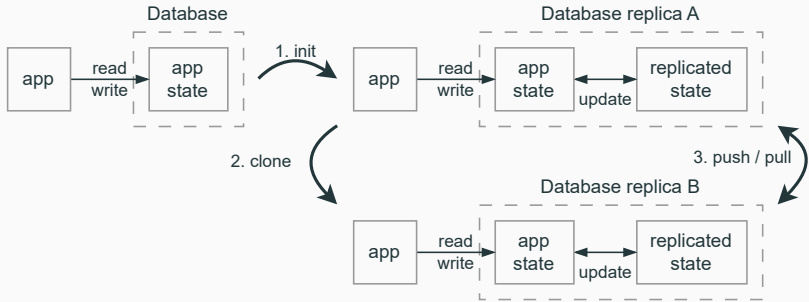 Database
app
read
write
app
state
1. init
Database replica A
app
read
write
app
state
update
replicated
state
2. clone
3. push / pull
Database replica B
app
read
write
app
state
update
replicated
state